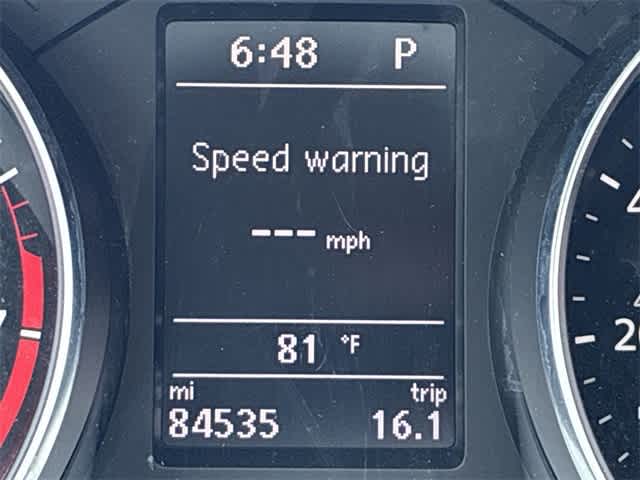 6:48 P
Speed warning
--- mph
81 °F
mi trip
84535 16.1